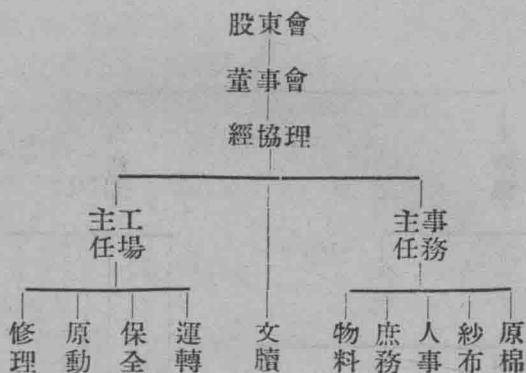 股東會
董事會
經協理
事務
主任
工場
主任
原棉
紗布
人事
庶務
物料
文牘
運轉
保全
原動
修理